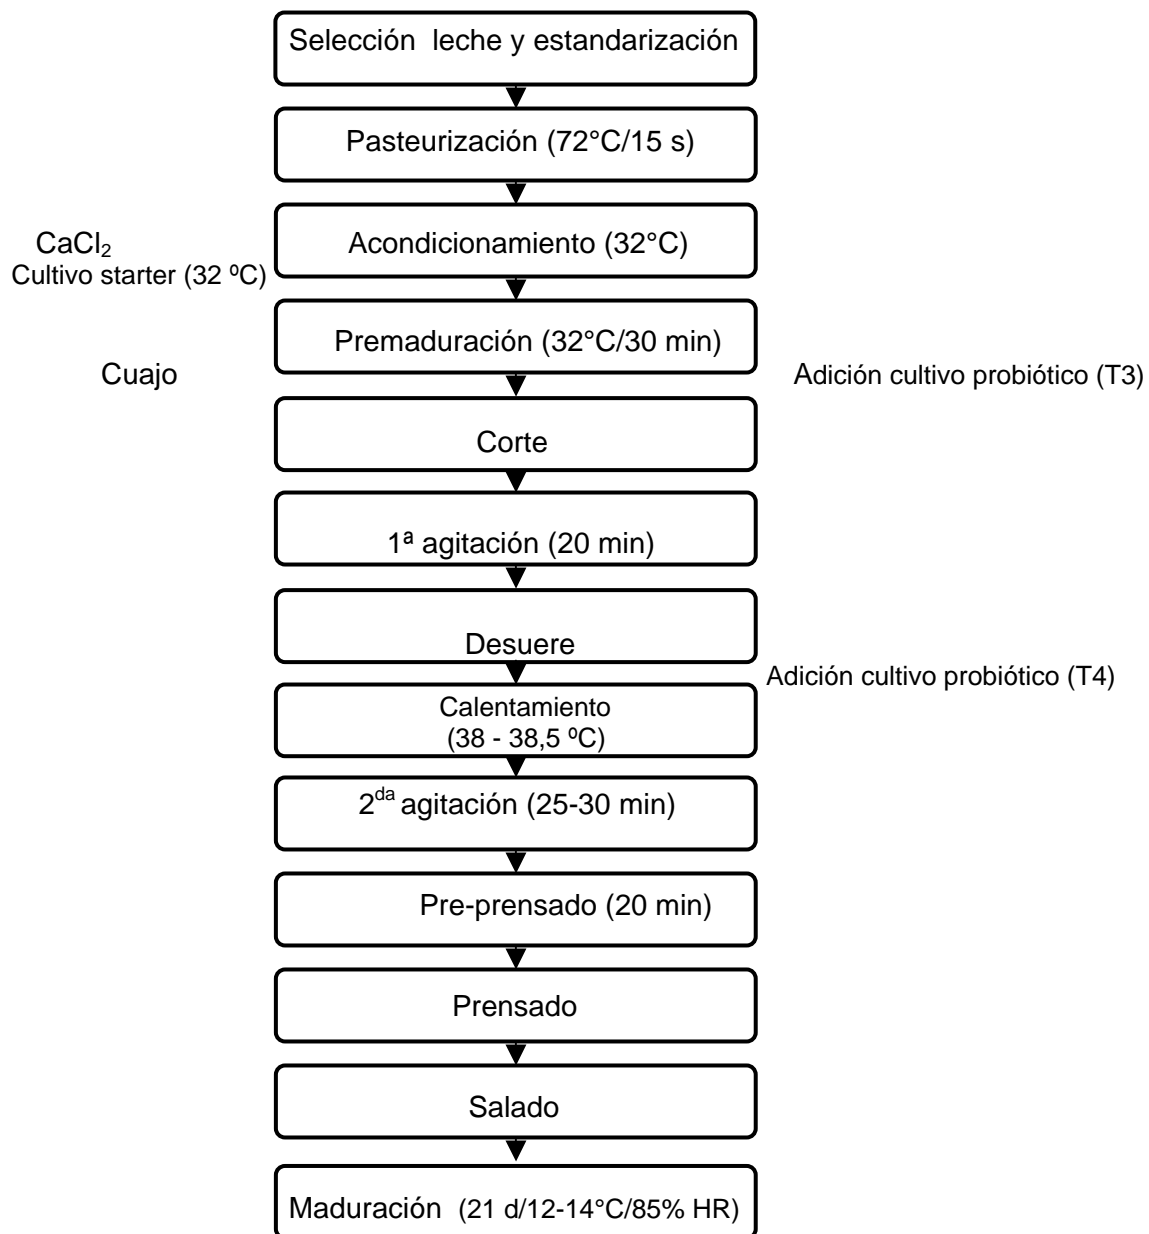 Selección leche y estandarización
Pasteurización (72°C/15 s)
CaCl₂
Acondicionamiento (32°C)
Cultivo starter (32 ºC)
Premaduración (32°C/30 min)
Cuajo
Adición cultivo probiótico (T3)
Corte
1ª agitación (20 min)
Desuere
Adición cultivo probiótico (T4)
Calentamiento
(38 - 38,5 ºC)
2da agitación (25-30 min)
Pre-prensado (20 min)
Prensado
Salado
Maduración (21 d/12-14°C/85% HR)